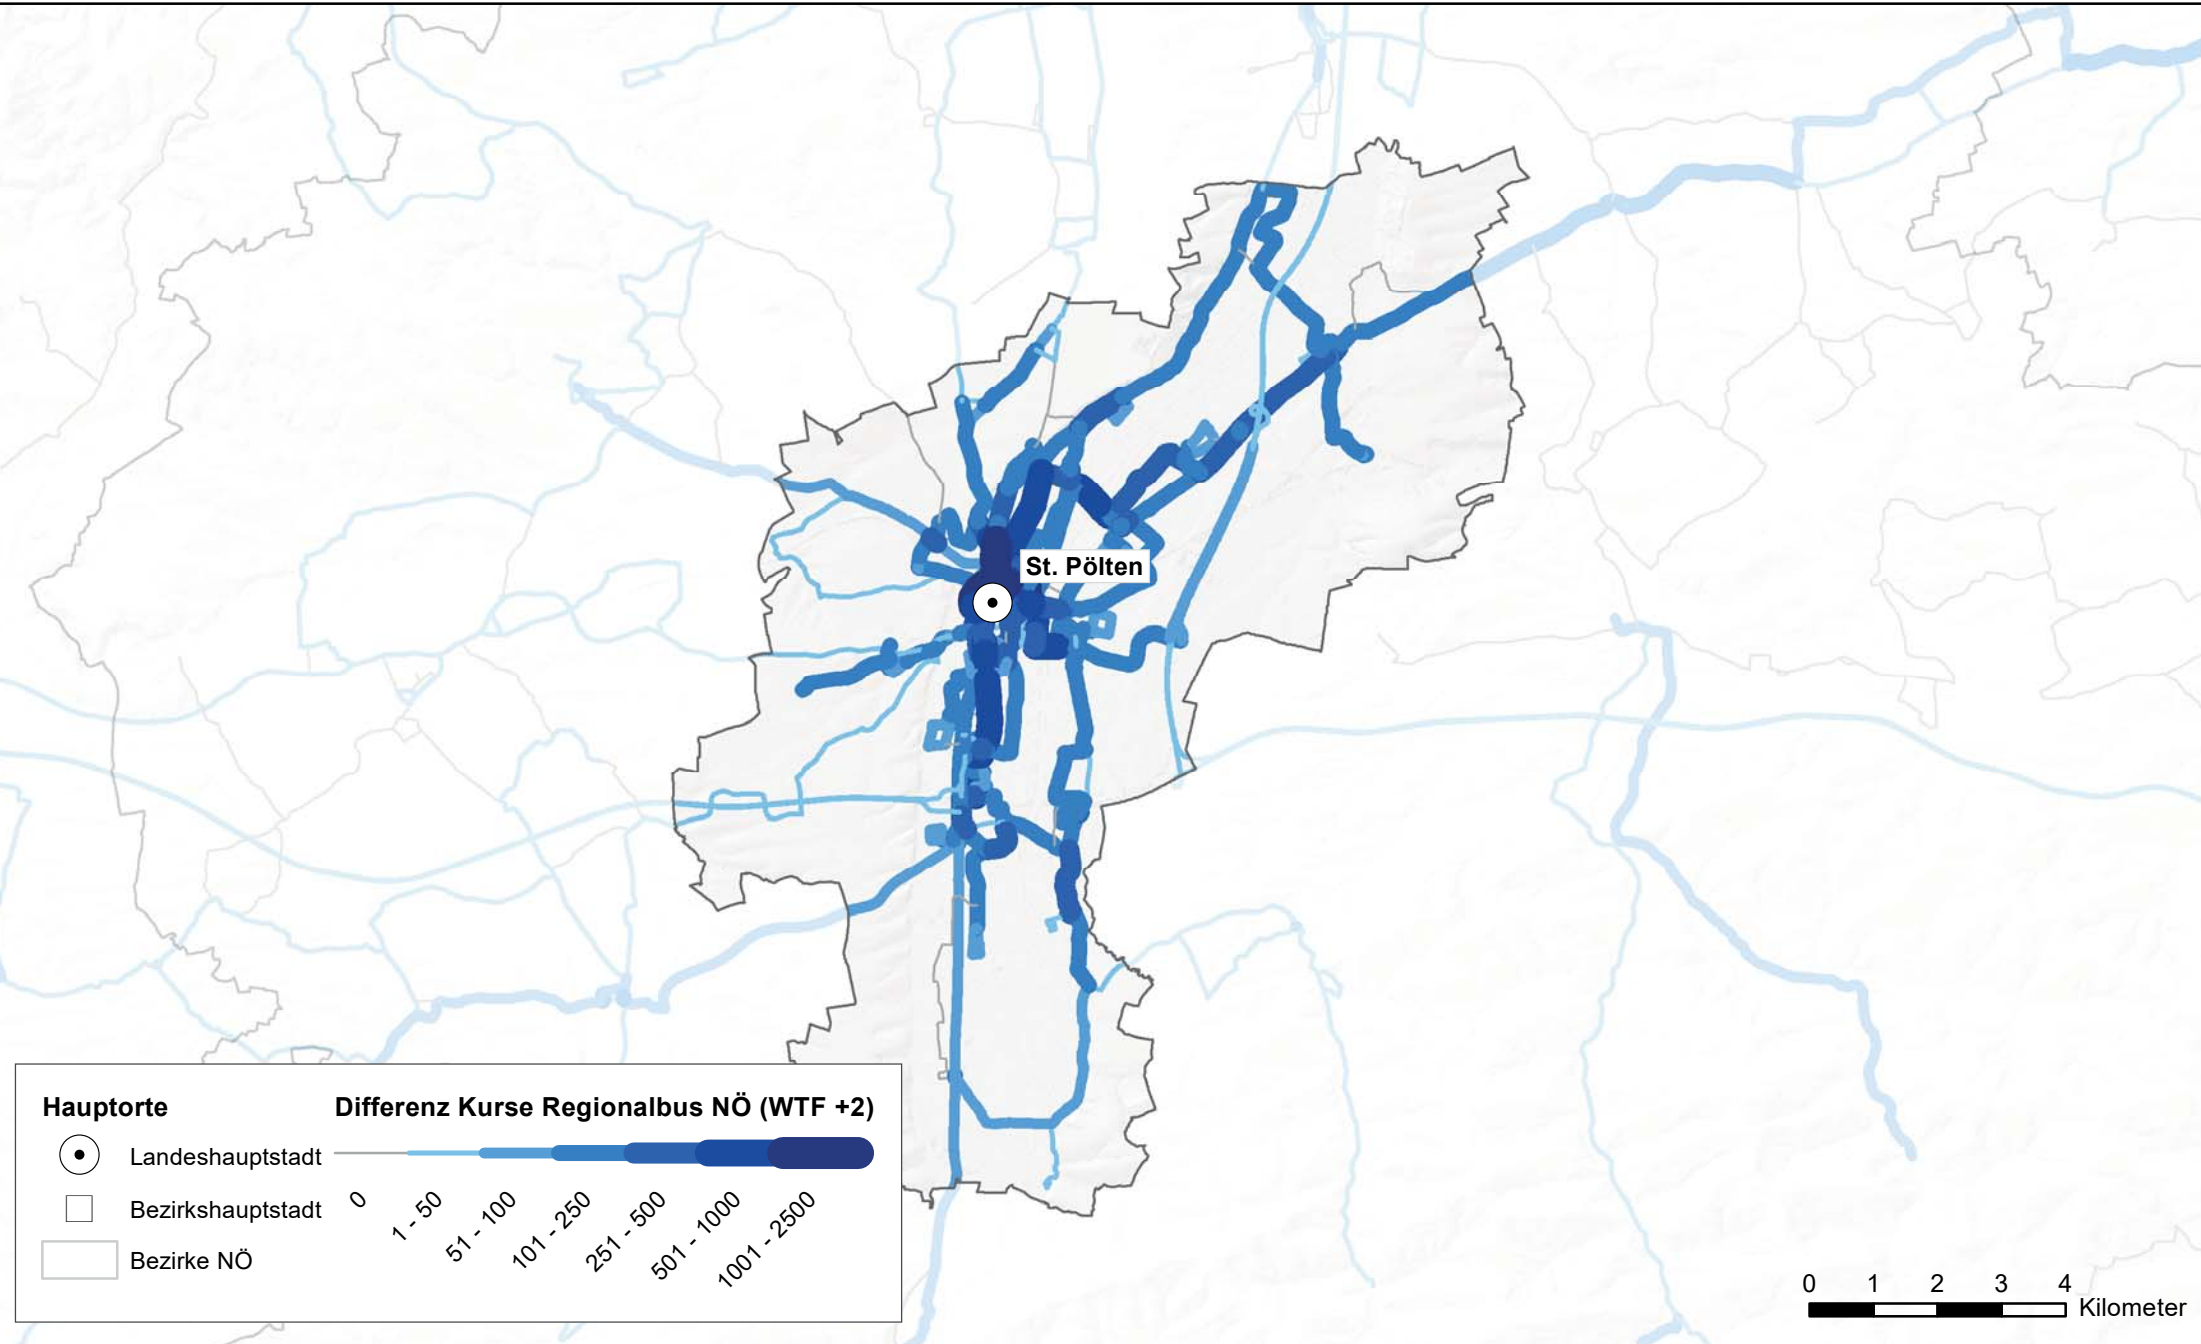 St. Pölten
Hauptorte
Landeshauptstadt
Bezirkshauptstadt
Bezirke NÖ
Differenz Kurse Regionalbus NÖ (WTF +2)
0
1 - 50
51 - 100
101 - 250
251 - 500
501 - 1000
1001 - 2500
0 1 2 3 4
Kilometer